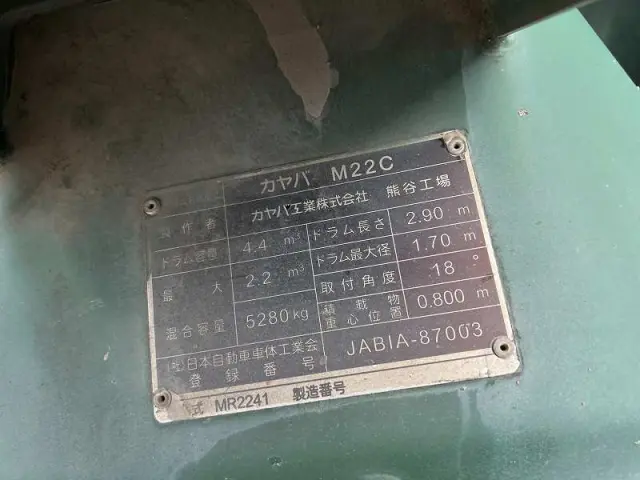 カヤバ M22C
製作者 カヤバ工業株式会社 熊谷工場
ドラム容量 4.4 m³ ドラム長さ 2.90 m
最大 2.2 m³ ドラム最大径 1.70 m
混合容量 5280kg 取付角度 18°
積載物重心位置 0.800 m
(社)日本自動車車体工業会
登録番号 JABIA-87003
式 MR2241 製造番号